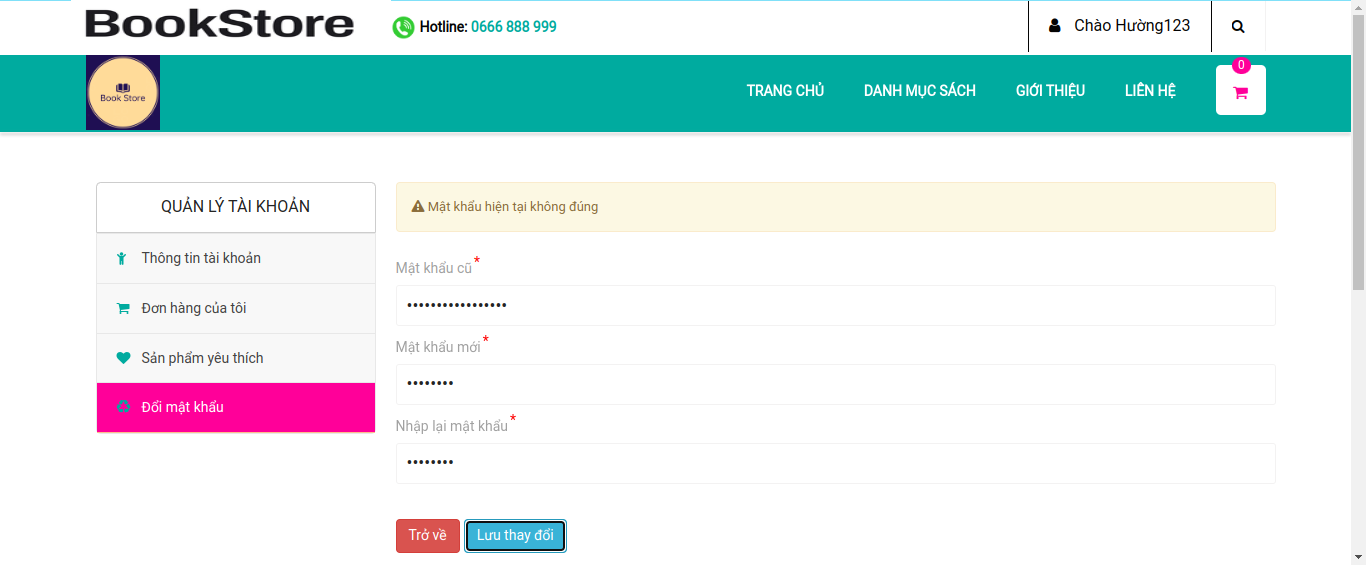 BookStore
Hotline: 0666 888 999
Chào Hường123
Book Store
TRANG CHỦ
DANH MỤC SÁCH
GIỚI THIỆU
LIÊN HỆ
0
QUẢN LÝ TÀI KHOẢN
Thông tin tài khoản
Đơn hàng của tôi
Sản phẩm yêu thích
Đổi mật khẩu
Mật khẩu hiện tại không đúng
Mật khẩu cũ*
•••••••••••••••••
Mật khẩu mới*
••••••••
Nhập lại mật khẩu*
••••••••
Trở về
Lưu thay đổi